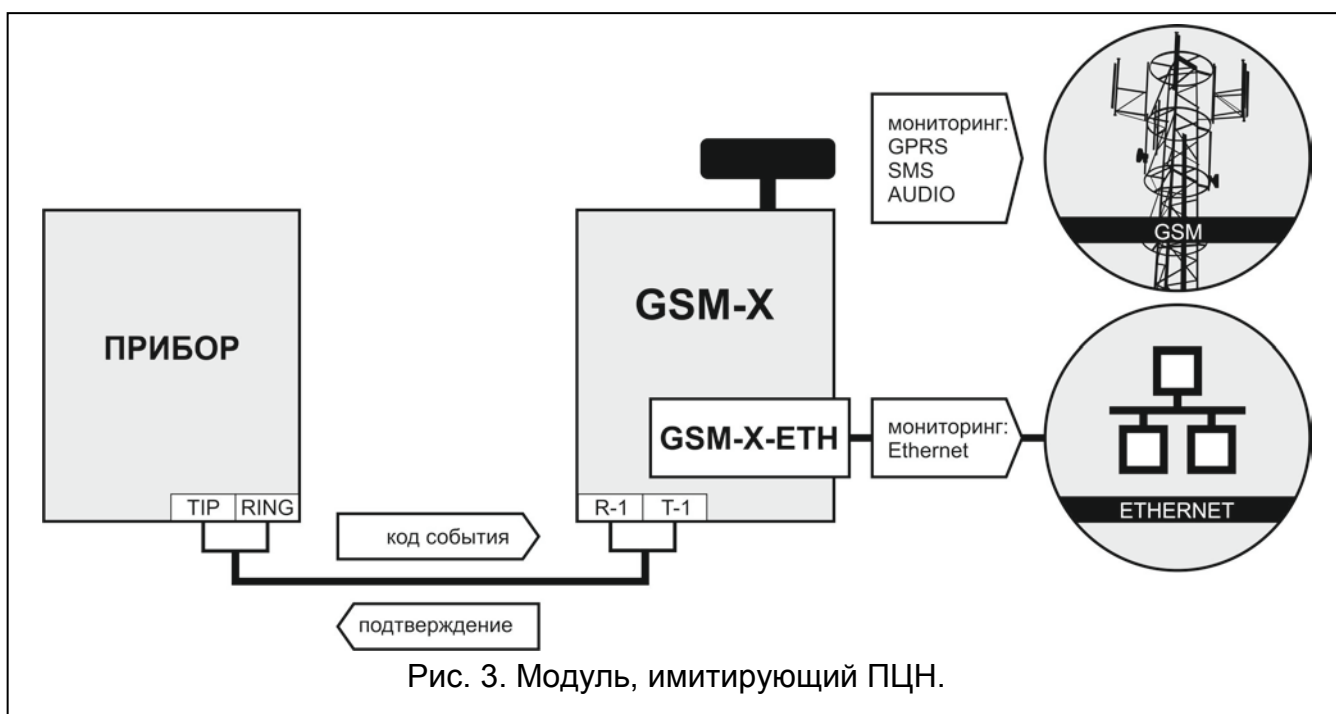 мониторинг:
GPRS
SMS
AUDIO
GSM
ПРИБОР
GSM-X
GSM-X-ETH
мониторинг:
Ethernet
ETHERNET
TIP RING
R-1 T-1
код события
подтверждение
Рис. 3. Модуль, имитирующий ПЦН.